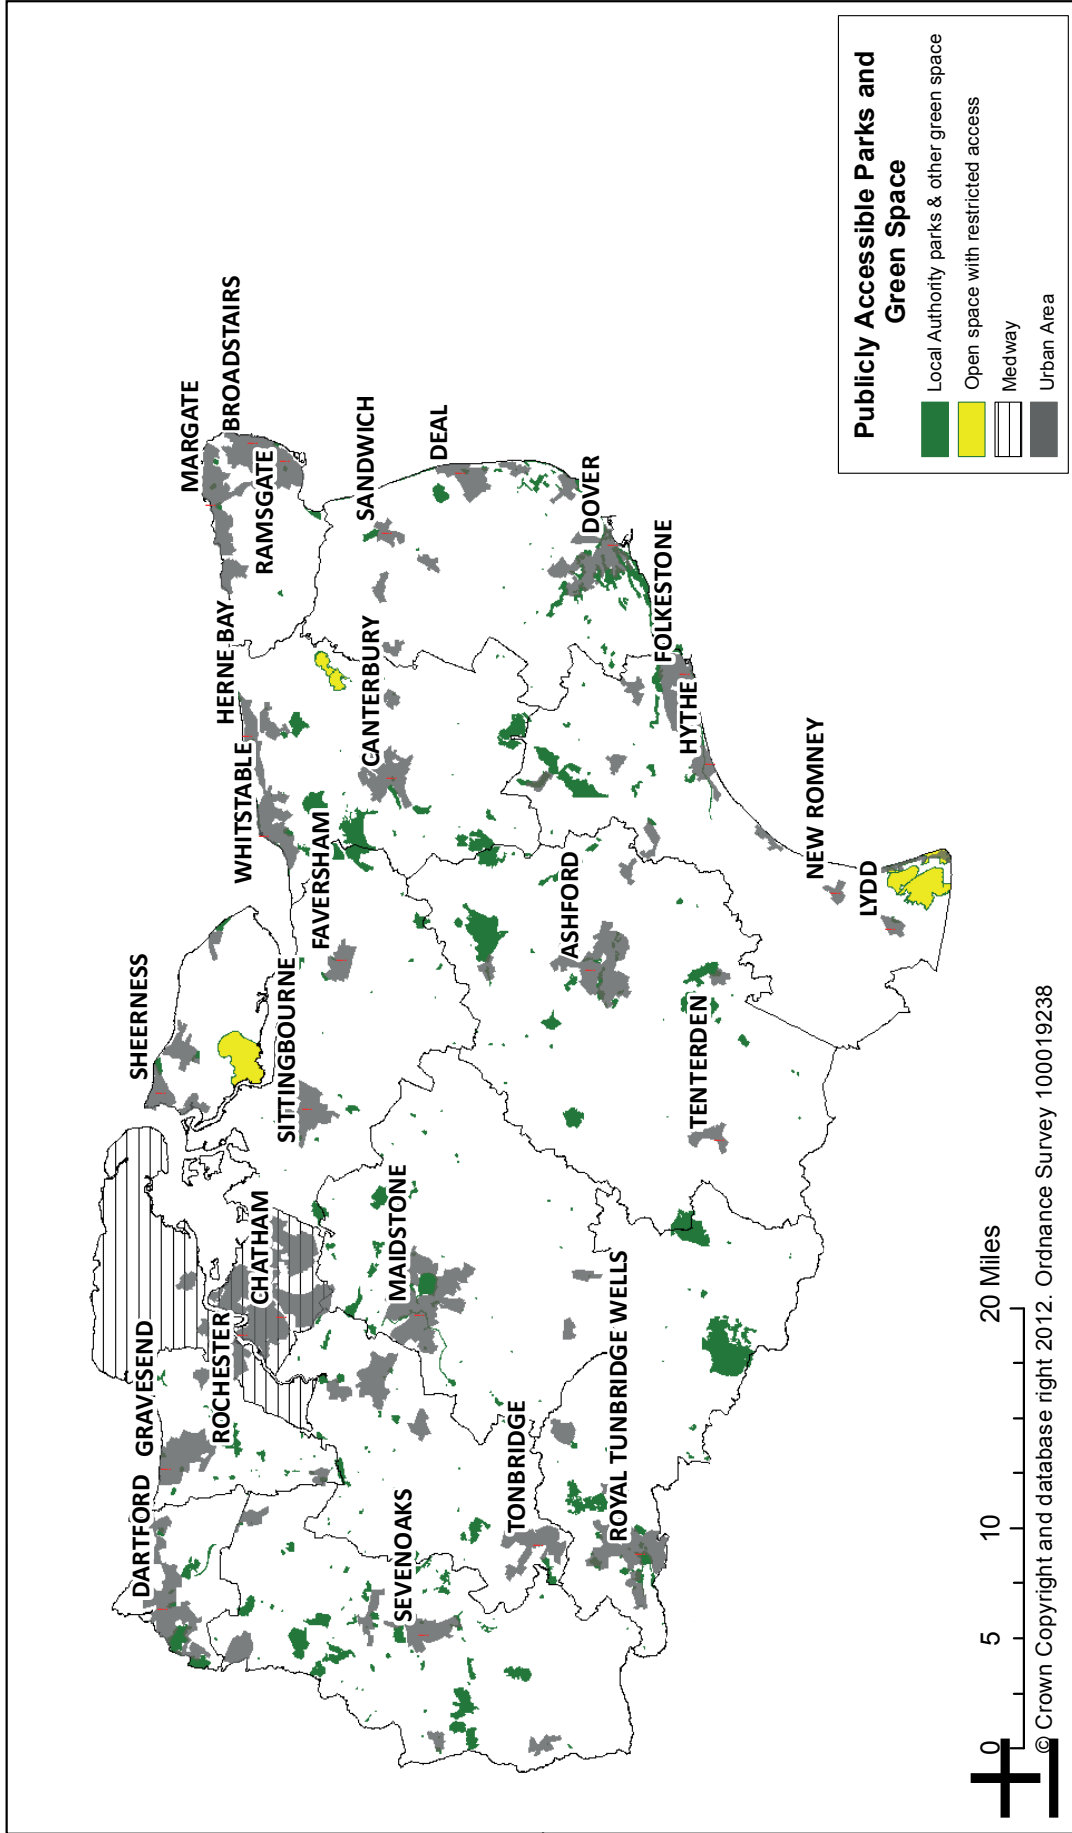 MARGATE
BROADSTAIRS
RAMSGATE
HERNE BAY
WHITSTABLE
SHEERNESS
SANDWICH
DEAL
CANTERBURY
FAVERSHAM
SITTINGBOURNE
CHATHAM
ROCHESTER
GRAVESEND
DARTFORD
DOVER
FOLKESTONE
HYTHE
ASHFORD
MAIDSTONE
SEVENOAKS
TONBRIDGE
ROYAL TUNBRIDGE WELLS
TENTERDEN
NEW ROMNEY
LYDD
Publicly Accessible Parks and
Green Space
Local Authority parks & other green space
Open space with restricted access
Medway
Urban Area
0 5 10 20 Miles
© Crown Copyright and database right 2012. Ordnance Survey 100019238